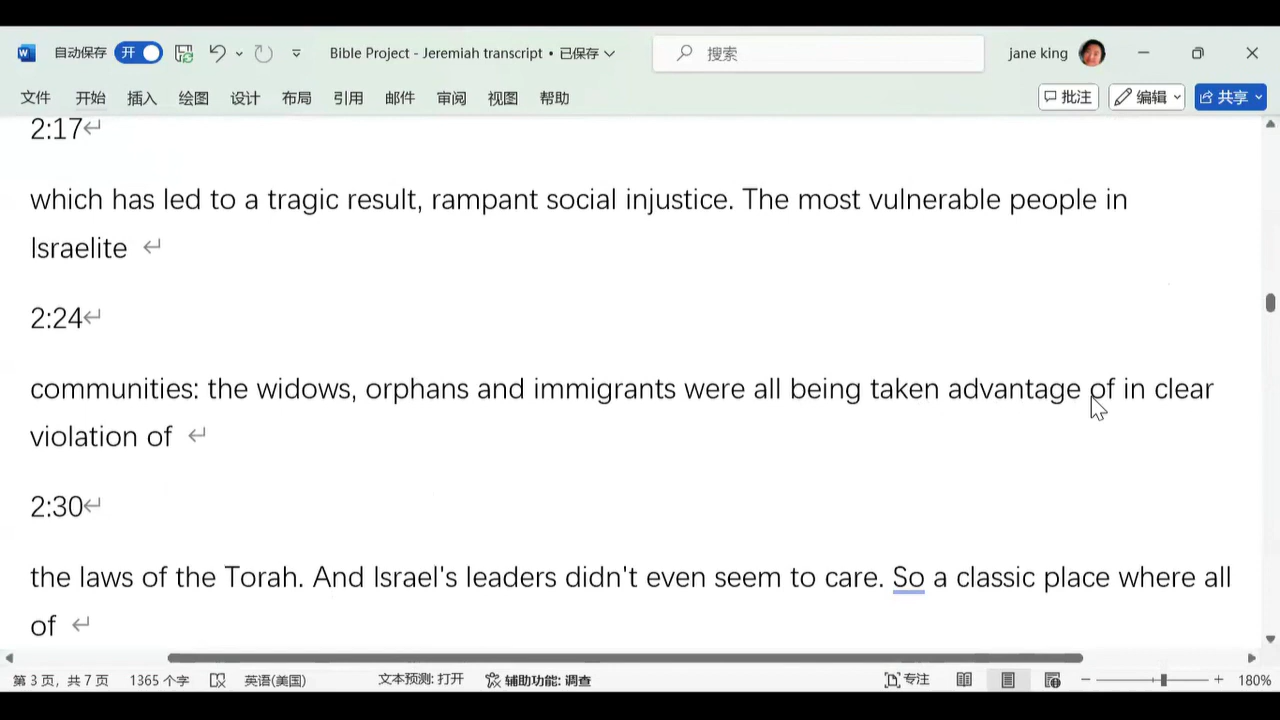 自动保存 开 Bible Project - Jeremiah transcript • 已保存 搜索 jane king
文件 开始 插入 绘图 设计 布局 引用 邮件 审阅 视图 帮助 批注 编辑 共享
2:17↵
which has led to a tragic result, rampant social injustice. The most vulnerable people in
Israelite ↵
2:24↵
communities: the widows, orphans and immigrants were all being taken advantage of in clear
violation of ↵
2:30↵
the laws of the Torah. And Israel's leaders didn't even seem to care. So a classic place where all
of ↵
第 3 页，共 7 页 1365 个字 英语(美国) 文本预测: 打开 辅助功能: 调查 专注 180%